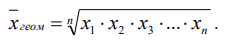 x̄ геом = ⁿ√(x₁ · x₂ · x₃ · ... · xₙ) .